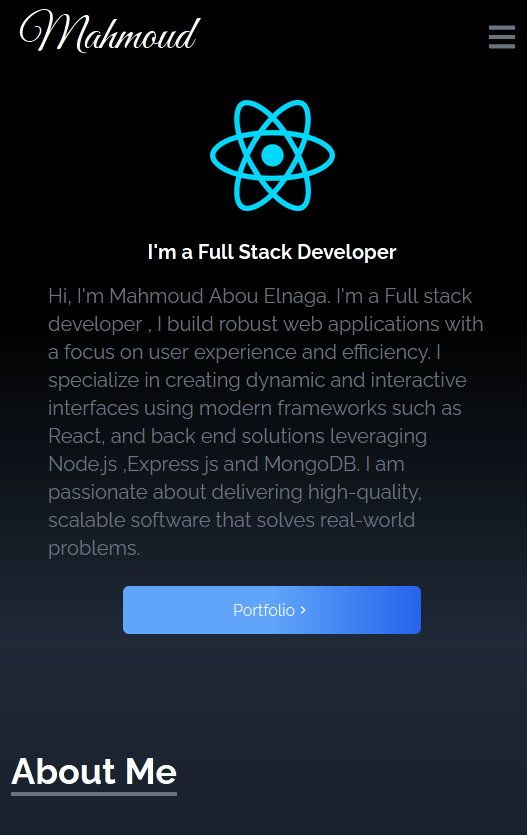 Mahmoud
I'm a Full Stack Developer
Hi, I'm Mahmoud Abou Elnaga. I'm a Full stack
developer , I build robust web applications with
a focus on user experience and efficiency. I
specialize in creating dynamic and interactive
interfaces using modern frameworks such as
React, and back end solutions leveraging
Node.js ,Express js and MongoDB. I am
passionate about delivering high-quality,
scalable software that solves real-world
problems.
Portfolio >
About Me